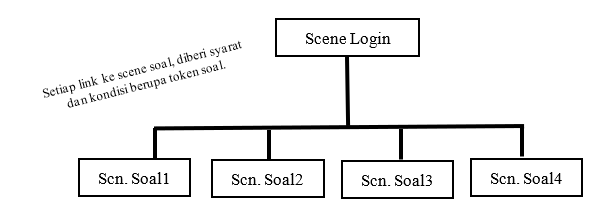 Scene Login
Setiap link ke scene soal, diberi syarat
dan kondisi berupa token soal.
Scn. Soal1
Scn. Soal2
Scn. Soal3
Scn. Soal4